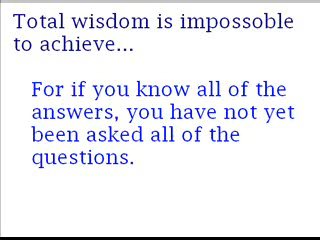 Total wisdom is impossoble
to achieve...
For if you know all of the
answers, you have not yet
been asked all of the
questions.